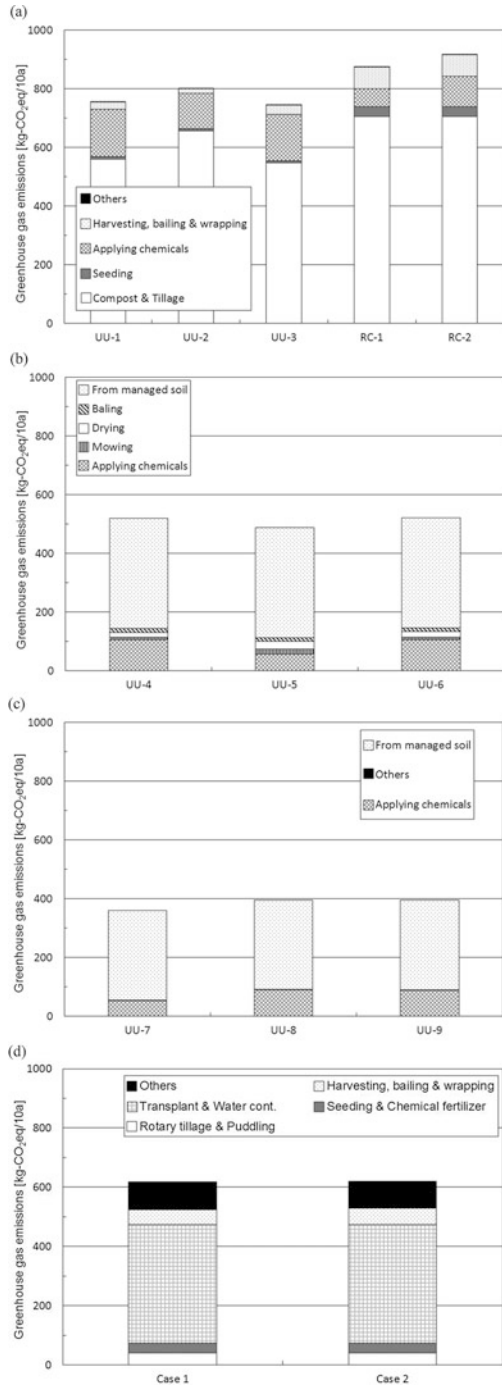 (a)
1000
800
600
400
200
0
Greenhouse gas emissions [kg-CO₂eq/10a]
Others
Harvesting, bailing & wrapping
Applying chemicals
Seeding
Compost & Tillage
UU-1 UU-2 UU-3 RC-1 RC-2
(b)
1000
800
600
400
200
0
Greenhouse gas emissions [kg-CO₂eq/10a]
From managed soil
Baling
Drying
Mowing
Applying chemicals
UU-4 UU-5 UU-6
(c)
1000
800
600
400
200
0
Greenhouse gas emissions [kg-CO₂eq/10a]
From managed soil
Others
Applying chemicals
UU-7 UU-8 UU-9
(d)
1000
800
600
400
200
0
Greenhouse gas emissions [kg-CO₂eq/10a]
Others Harvesting, bailing & wrapping
Transplant & Water cont. Seeding & Chemical fertilizer
Rotary tillage & Puddling
Case 1 Case 2